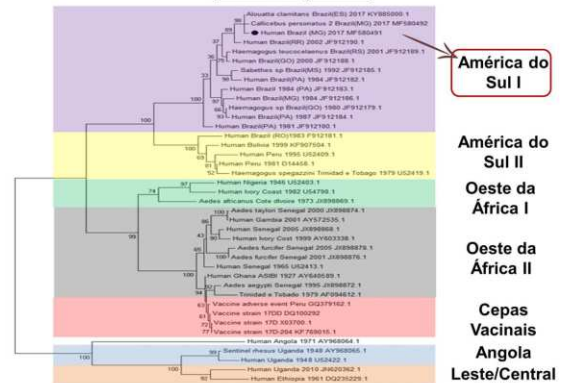 Alouatta clamitans Brazil(ES) 2017 KY885000.1
Callicebus personatus 2 Brazil(MG) 2017 MF580492
Human Brazil (MG) 2017 MF580491
Human Brazil(RR) 2002 JF912190.1
Haemagogus leucocelaenus Brazil(RS) 2001 JF912189.1
Human Brazil(GO) 2000 JF912188.1
Sabethes sp Brazil(MS) 1992 JF912185.1
Human Brazil(PA) 1984 JF912182.1
Human Brazil 1984 (PA) JF912183.1
Human Brazil(MG) 1984 JF912186.1
Haemagogus sp Brazil(GO) 1980 JF912179.1
Human Brazil(PA) 1987 JF912184.1
Human Brazil(PA) 1981 JF912180.1
Human Brazil (RO)1983 JF912181.1
Human Bolivia 1999 KF907504.1
Human Peru 1995 U52409.1
Human Peru 1981 D14458.1
Haemagogus spegazzini Trinidad e Tobago 1979 U52419.1
Human Nigeria 1946 U52403.1
Human Ivory Coast 1982 U54798.1
Aedes africanus Cote dIvoire 1973 JX898869.1
Aedes taylori Senegal 2000 JX898874.1
Human Gambia 2001 AY572535.1
Human Senegal 2005 JX898868.1
Human Ivory Cost 1999 AY603338.1
Aedes furcifer Senegal 2005 JX898878.1
Aedes furcifer Senegal 2001 JX898876.1
Human Senegal 1965 U52413.1
Human Ghana ASIBI 1927 AY640589.1
Aedes aegypti Senegal 1995 JX898872.1
Trinidad e Tobago 1979 AF094612.1
Vaccine adverse event Peru GQ379162.1
Vaccine strain 17DD DQ100292
Vaccine strain 17D X03700.1
Vaccine strain 17D-204 KF769015.1
Human Angola 1971 AY968064.1
Sentinel rhesus Uganda 1948 AY968065.1
Human Uganda 1948 U52422.1
Human Uganda 2010 JN620362.1
Human Ethiopia 1961 DQ235229.1
América do
Sul I
América do
Sul II
Oeste da
África I
Oeste da
África II
Cepas
Vacinais
Angola
Leste/Central